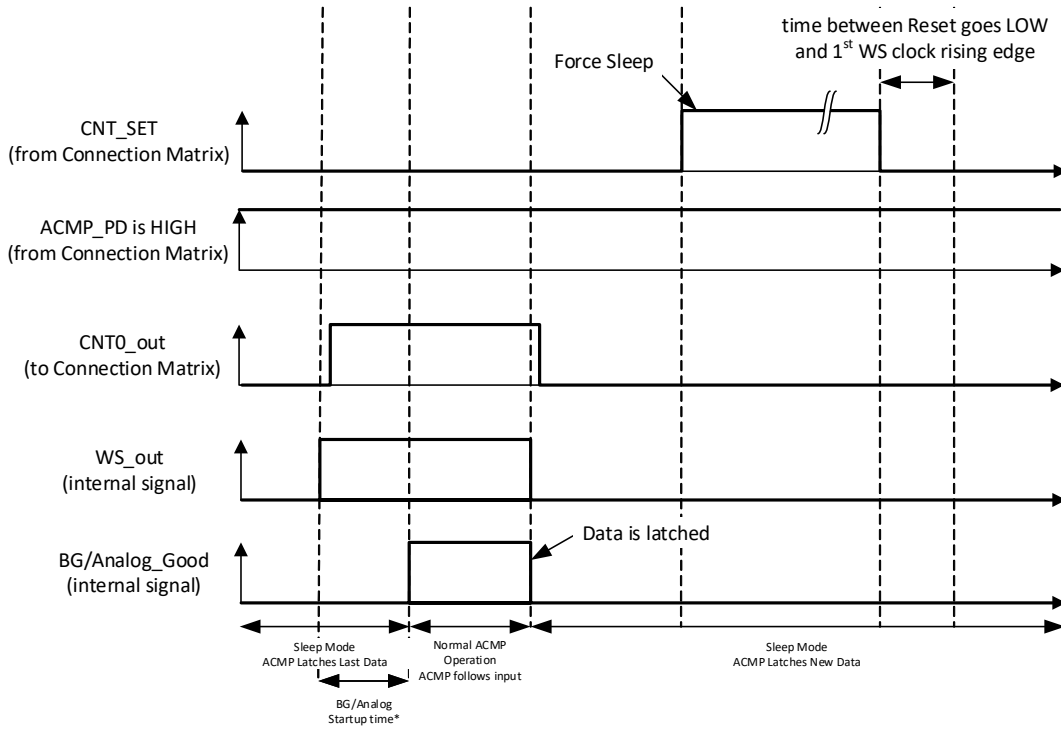 time between Reset goes LOW
and 1st WS clock rising edge
Force Sleep
CNT_SET
(from Connection Matrix)
ACMP_PD is HIGH
(from Connection Matrix)
CNT0_out
(to Connection Matrix)
WS_out
(internal signal)
Data is latched
BG/Analog_Good
(internal signal)
Sleep Mode
ACMP Latches Last Data
Normal ACMP
Operation
ACMP follows input
Sleep Mode
ACMP Latches New Data
BG/Analog
Startup time*